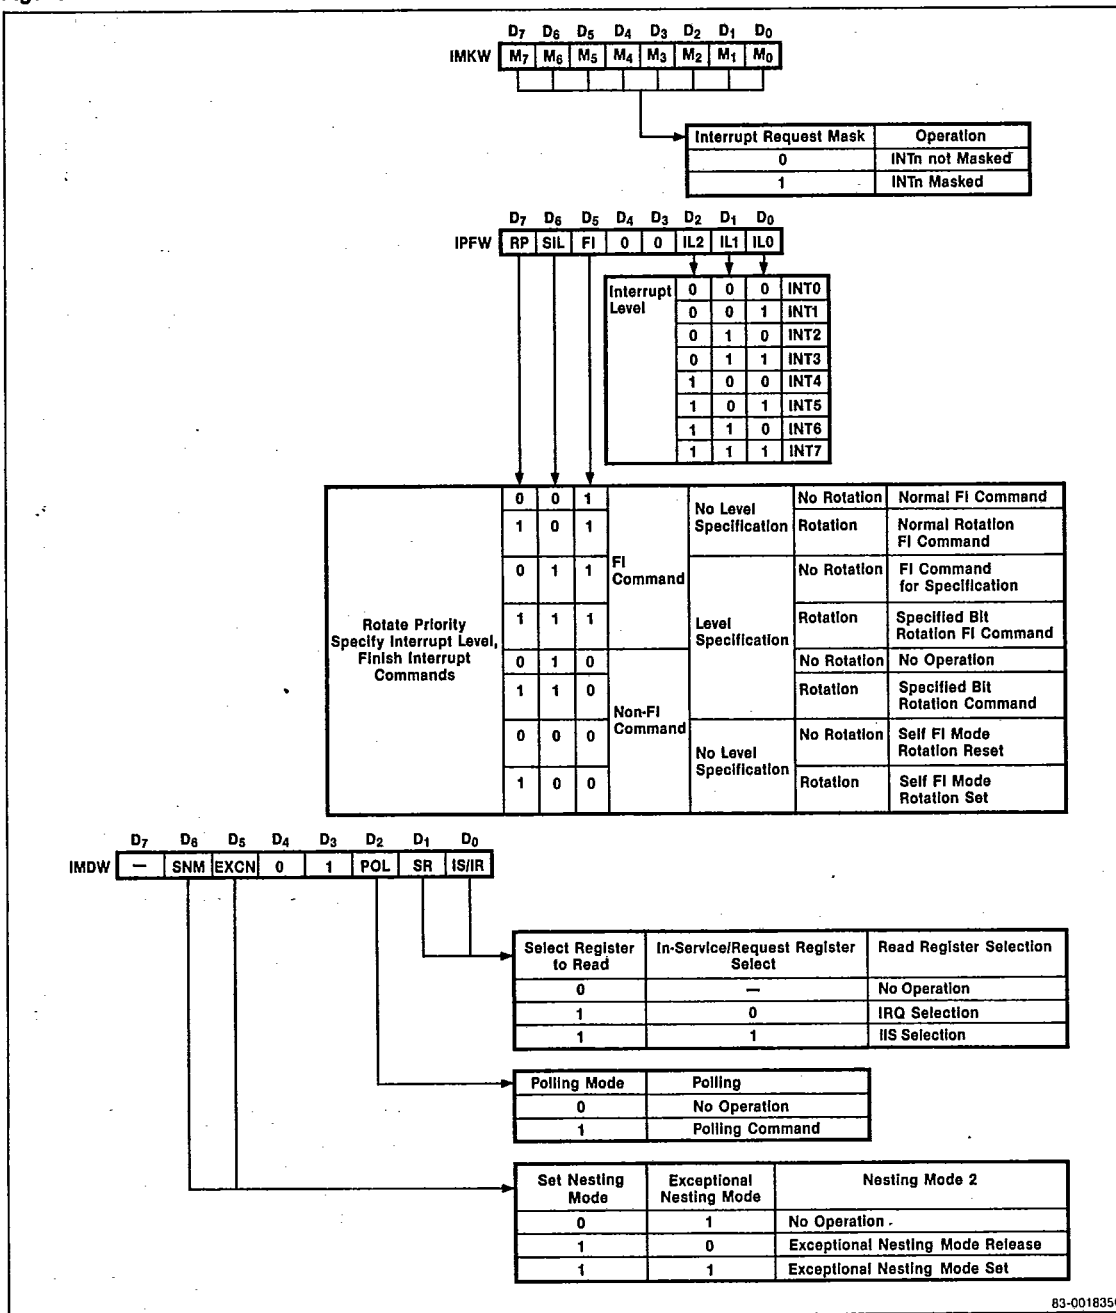 D7 D6 D5 D4 D3 D2 D1 D0
IMKW M7 M6 M5 M4 M3 M2 M1 M0
Interrupt Request Mask Operation
0 INTn not Masked
1 INTn Masked
D7 D6 D5 D4 D3 D2 D1 D0
IPFW RP SIL FI 0 0 IL2 IL1 IL0
Interrupt Level
0 0 0 INT0
0 0 1 INT1
0 1 0 INT2
0 1 1 INT3
1 0 0 INT4
1 0 1 INT5
1 1 0 INT6
1 1 1 INT7
Rotate Priority
Specify Interrupt Level,
Finish Interrupt
Commands
0 0 1
1 0 1
0 1 1
1 1 1
0 1 0
1 1 0
0 0 0
1 0 0
FI
Command
Non-FI
Command
No Level
Specification
Level
Specification
No Level
Specification
No Rotation Normal FI Command
Rotation Normal Rotation
FI Command
No Rotation FI Command
for Specification
Rotation Specified Bit
Rotation FI Command
No Rotation No Operation
Rotation Specified Bit
Rotation Command
No Rotation Self FI Mode
Rotation Reset
Rotation Self FI Mode
Rotation Set
D7 D6 D5 D4 D3 D2 D1 D0
IMDW — SNM EXCN 0 1 POL SR IS/IR
Select Register
to Read
In-Service/Request Register
Select
Read Register Selection
0 — No Operation
1 0 IRQ Selection
1 1 IIS Selection
Polling Mode Polling
0 No Operation
1 Polling Command
Set Nesting
Mode
Exceptional
Nesting Mode
Nesting Mode 2
0 1 No Operation
1 0 Exceptional Nesting Mode Release
1 1 Exceptional Nesting Mode Set